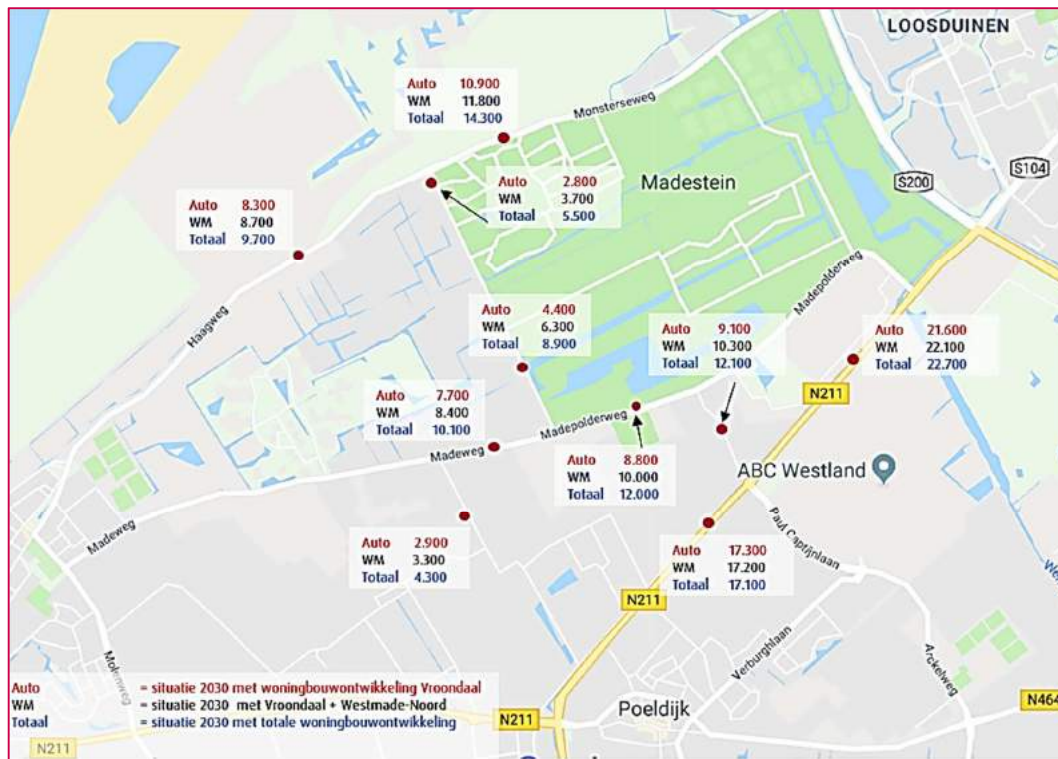 LOOSDUINEN
Auto 10.900
WM 11.800
Totaal 14.300
Monsterseweg
S104
S200
Auto 2.800
WM 3.700
Totaal 5.500
Madestein
Auto 8.300
WM 8.700
Totaal 9.700
Haagweg
Madepolderweg
Auto 4.400
WM 6.300
Totaal 8.900
Auto 9.100
WM 10.300
Totaal 12.100
Auto 21.600
WM 22.100
Totaal 22.700
N211
Auto 7.700
WM 8.400
Totaal 10.100
Madepolderweg
Madeweg
Auto 8.800
WM 10.000
Totaal 12.000
ABC Westland
Madeweg
Paul Captijnlaan
Auto 2.900
WM 3.300
Totaal 4.300
Auto 17.300
WM 17.200
Totaal 17.100
N211
Verburghlaan
Arckelweg
Molenweg
Auto = situatie 2030 met woningbouwontwikkeling Vroondaal
WM = situatie 2030 met Vroondaal + Westmade-Noord
Totaal = situatie 2030 met totale woningbouwontwikkeling
N211
Poeldijk
N464
N211